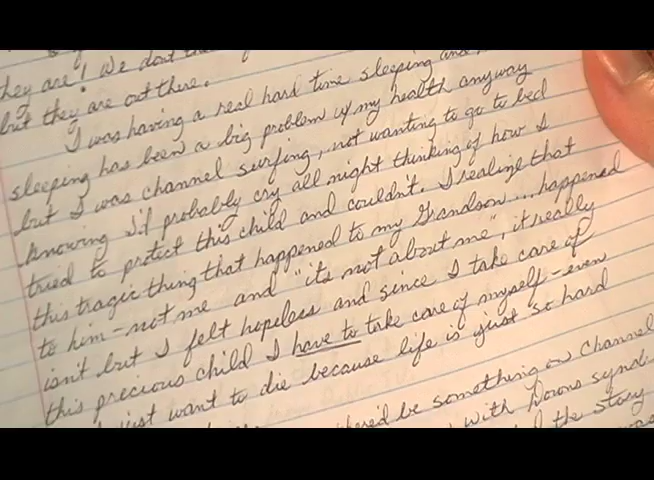 they are! We don't the
but they are out there.
I was having a real hard time sleeping and
sleeping has been a big problem w/ my health anyway
but I was channel surfing, not wanting to go to bed
knowing I'd probably cry all night thinking of how I
tried to protect this child and couldn't. I realize that
this tragic thing that happened to my Grandson... happened
to him - not me and "it's not about me", it really
isn't but I felt hopeless and since I take care of
this precious child I have to take care of myself - even
just want to die because life is just so hard
there'd be something on Channel
with Downs synd
the story